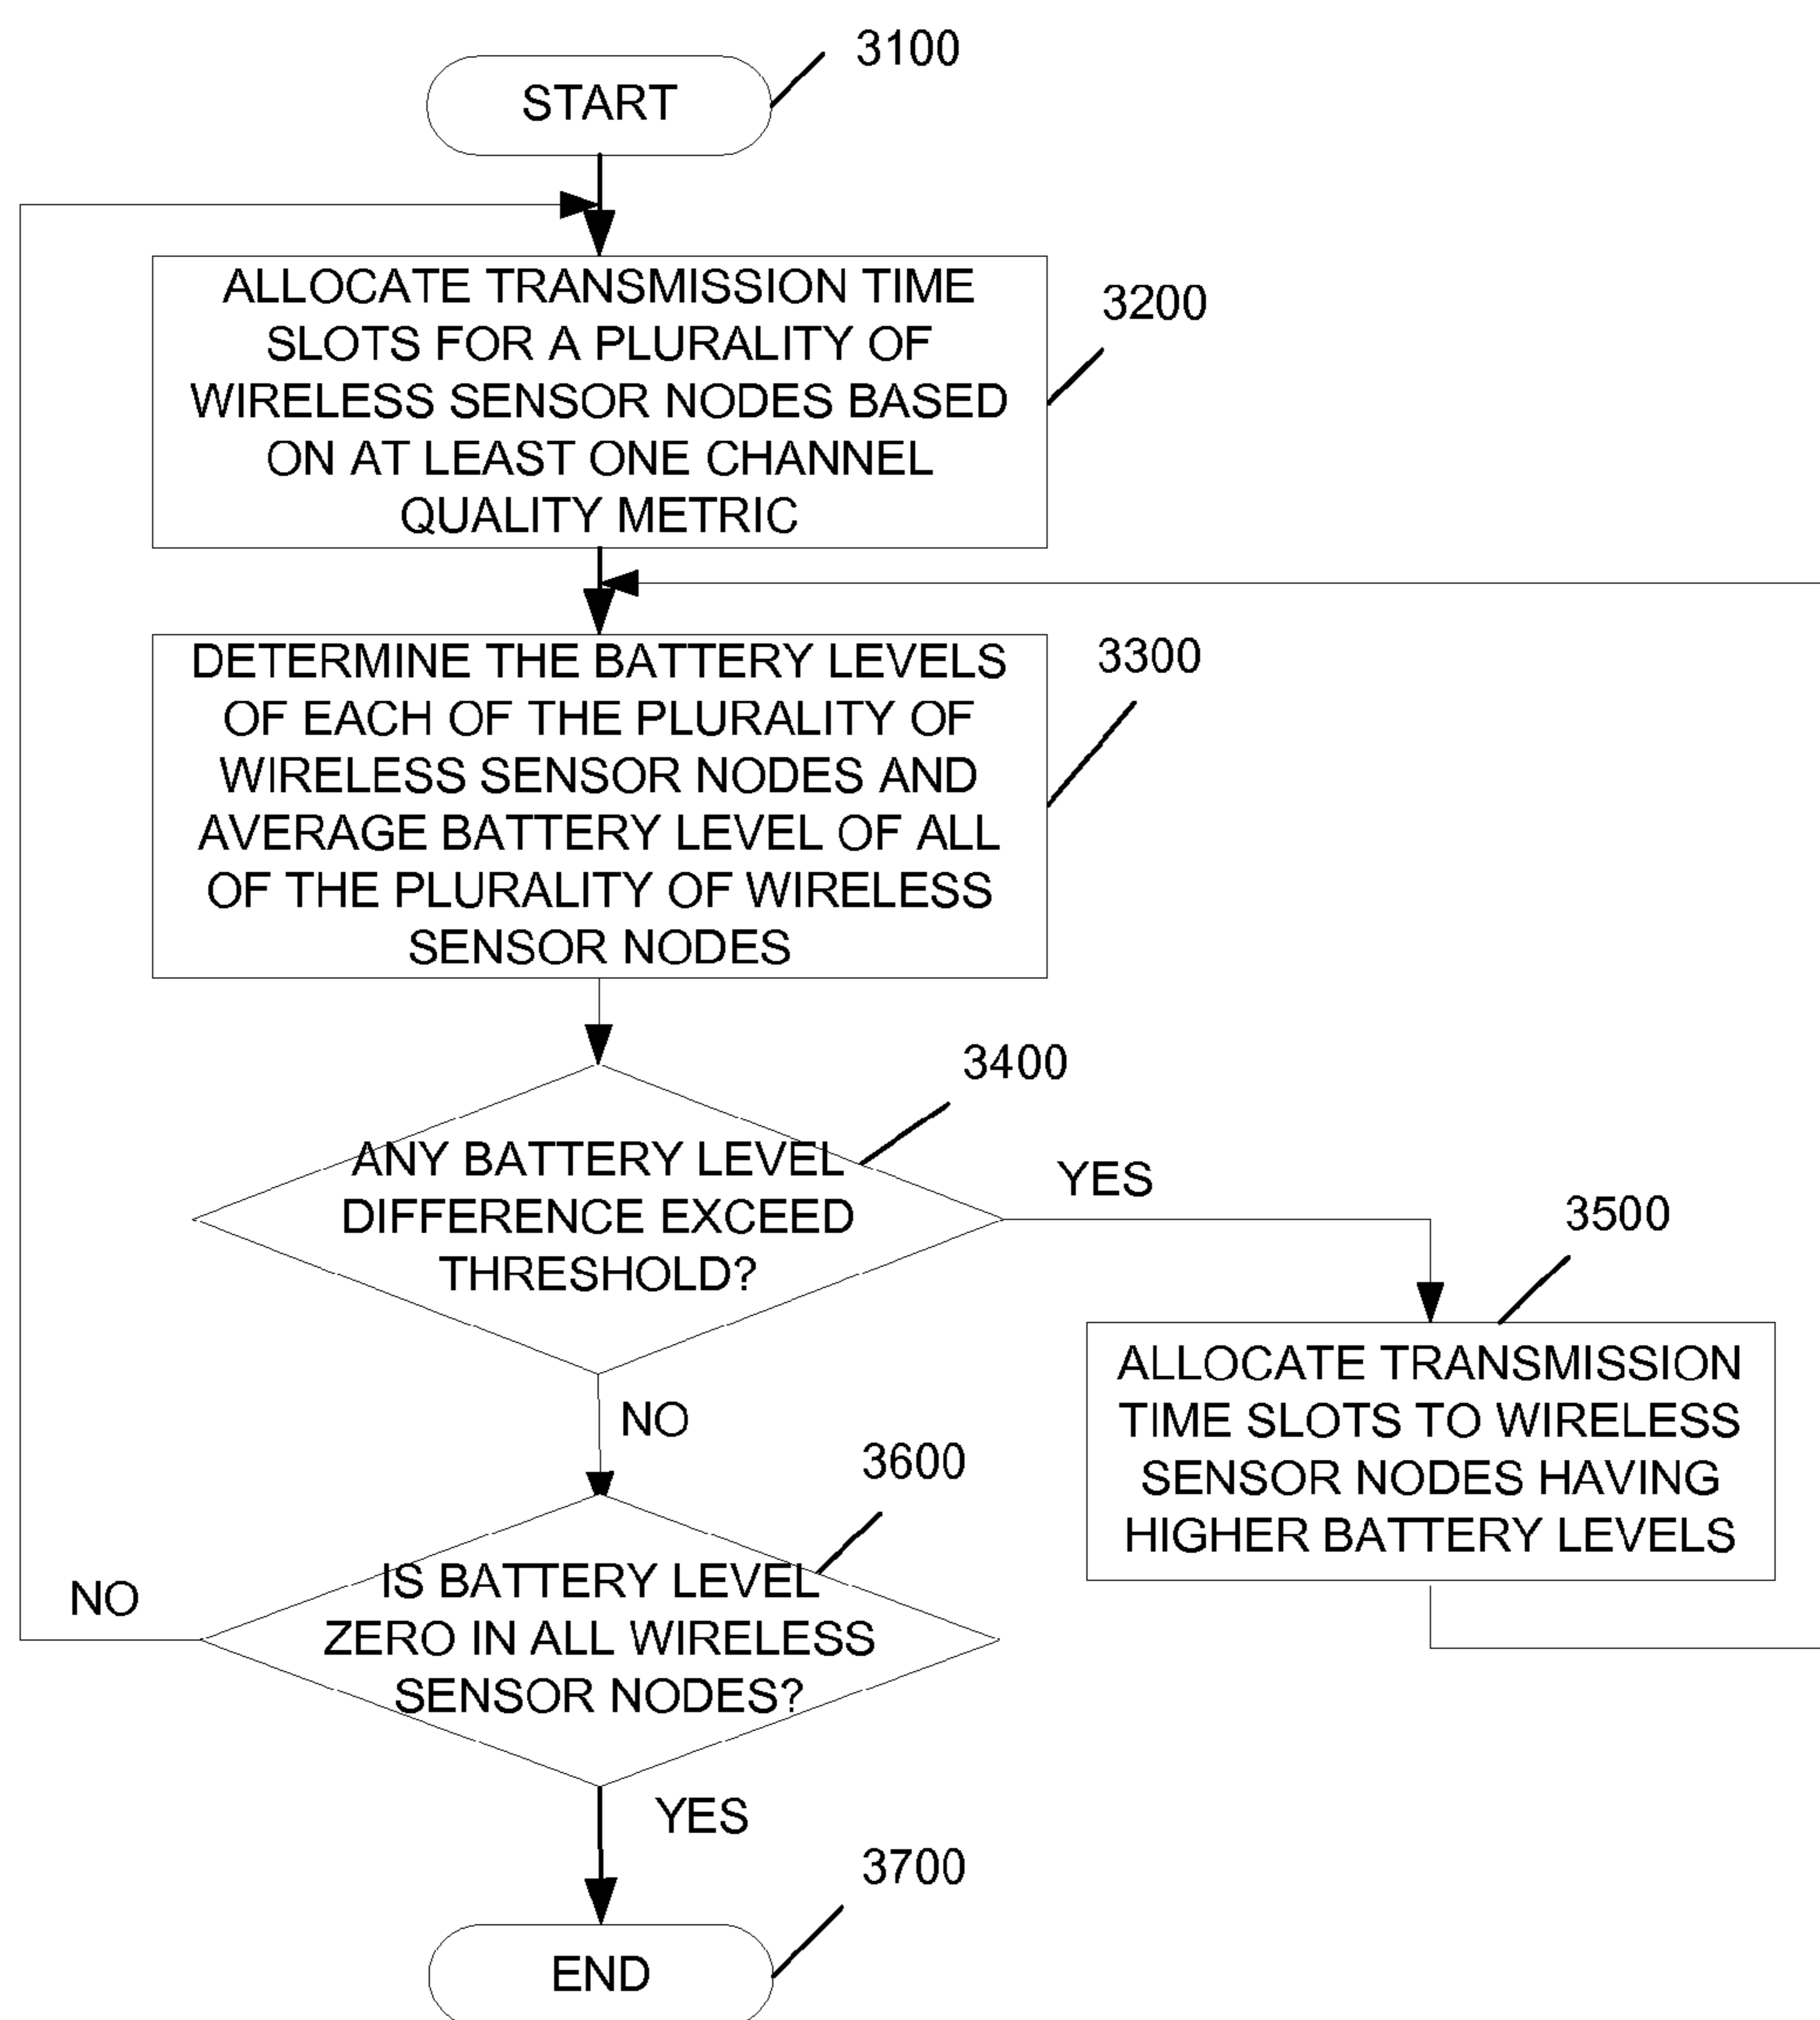 3100
START
ALLOCATE TRANSMISSION TIME
SLOTS FOR A PLURALITY OF
WIRELESS SENSOR NODES BASED
ON AT LEAST ONE CHANNEL
QUALITY METRIC
3200
DETERMINE THE BATTERY LEVELS
OF EACH OF THE PLURALITY OF
WIRELESS SENSOR NODES AND
AVERAGE BATTERY LEVEL OF ALL
OF THE PLURALITY OF WIRELESS
SENSOR NODES
3300
3400
ANY BATTERY LEVEL
DIFFERENCE EXCEED
THRESHOLD?
YES
3500
ALLOCATE TRANSMISSION
TIME SLOTS TO WIRELESS
SENSOR NODES HAVING
HIGHER BATTERY LEVELS
NO
3600
IS BATTERY LEVEL
ZERO IN ALL WIRELESS
SENSOR NODES?
NO
YES
3700
END